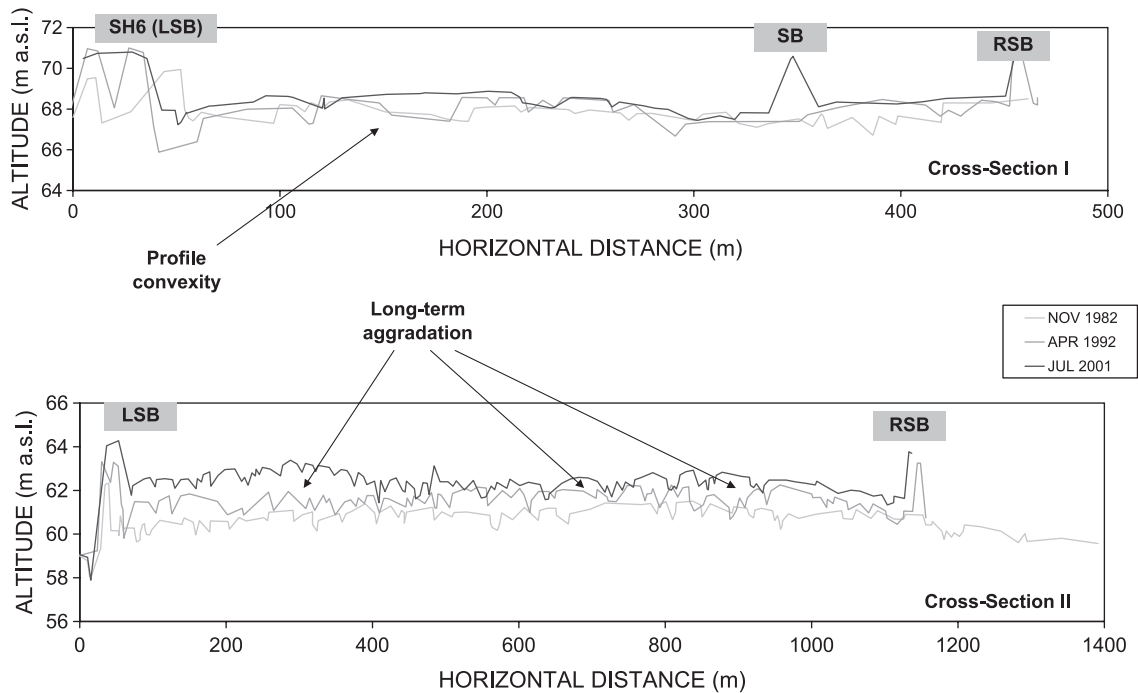 ALTITUDE (m a.s.l.)
72
70
68
66
64
SH6 (LSB)
SB
RSB
Cross-Section I
0
100
200
300
400
500
HORIZONTAL DISTANCE (m)
Profile
convexity
Long-term
aggradation
NOV 1982
APR 1992
JUL 2001
ALTITUDE (m a.s.l.)
66
64
62
60
58
56
LSB
RSB
Cross-Section II
0
200
400
600
800
1000
1200
1400
HORIZONTAL DISTANCE (m)